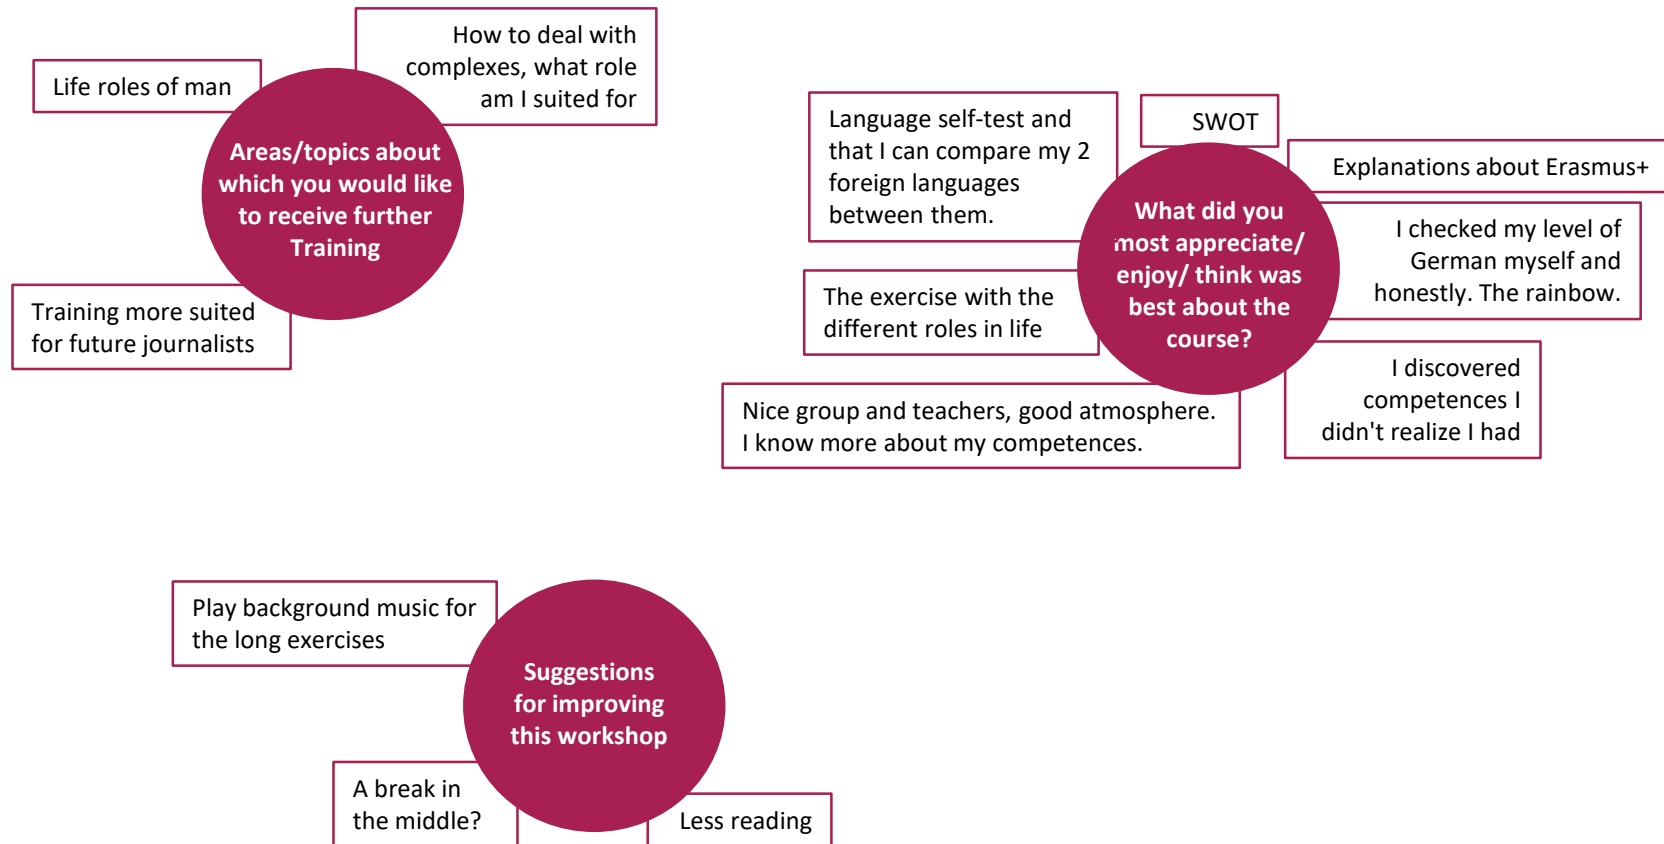 How to deal with
complexes, what role
am I suited for
Life roles of man
Areas/topics about
which you would like
to receive further
Training
Training more suited
for future journalists
Language self-test and
that I can compare my 2
foreign languages
between them.
SWOT
Explanations about Erasmus+
What did you
most appreciate/
enjoy/ think was
best about the
course?
I checked my level of
German myself and
honestly. The rainbow.
The exercise with the
different roles in life
I discovered
competences I
didn't realize I had
Nice group and teachers, good atmosphere.
I know more about my competences.
Play background music for
the long exercises
Suggestions
for improving
this workshop
A break in
the middle?
Less reading